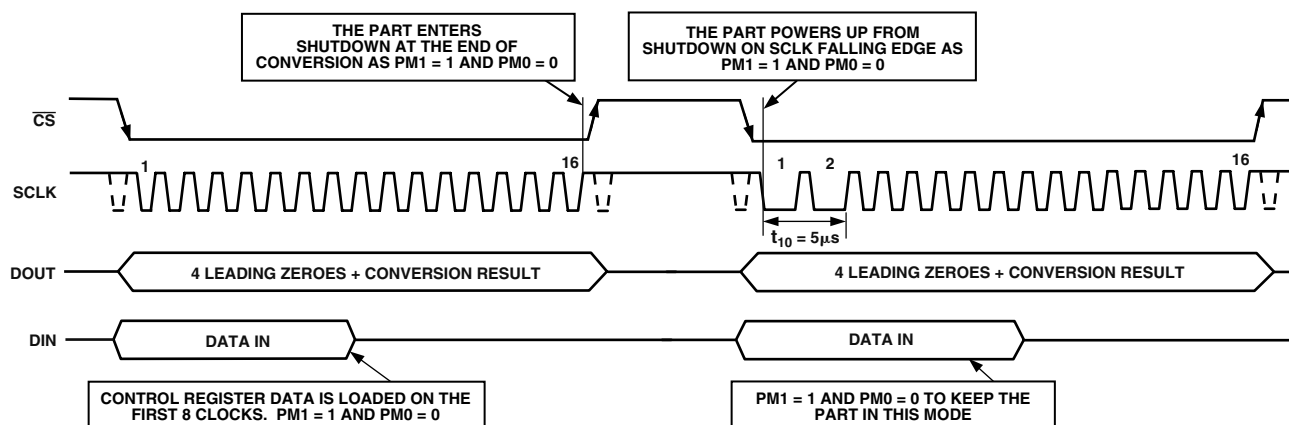 THE PART ENTERS
SHUTDOWN AT THE END OF
CONVERSION AS PM1 = 1 AND PM0 = 0
THE PART POWERS UP FROM
SHUTDOWN ON SCLK FALLING EDGE AS
PM1 = 1 AND PM0 = 0
CS
SCLK
1
16
1
2
16
t10 = 5μs
DOUT
4 LEADING ZEROES + CONVERSION RESULT
4 LEADING ZEROES + CONVERSION RESULT
DIN
DATA IN
DATA IN
CONTROL REGISTER DATA IS LOADED ON THE
FIRST 8 CLOCKS. PM1 = 1 AND PM0 = 0
PM1 = 1 AND PM0 = 0 TO KEEP THE
PART IN THIS MODE